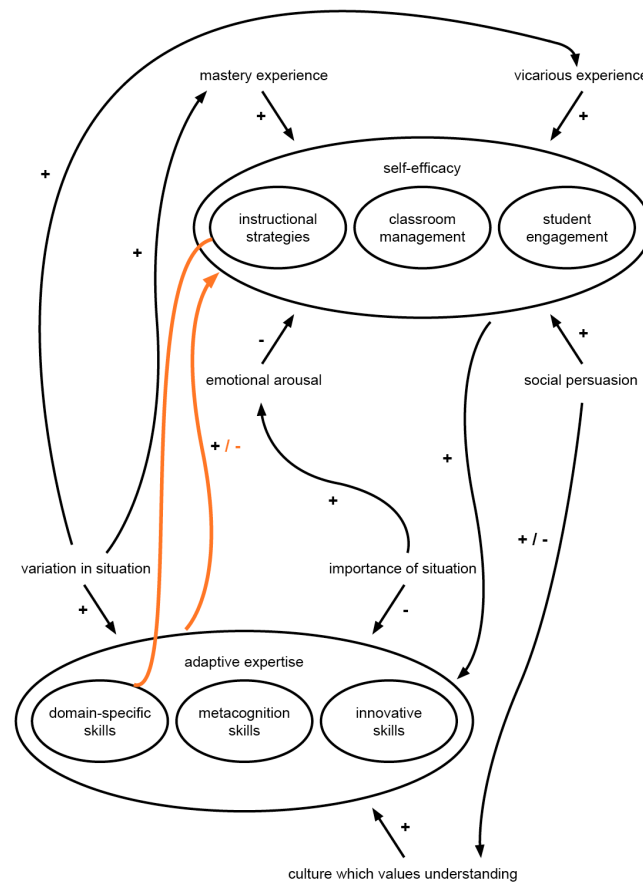 mastery experience
vicarious experience
+
+
+
self-efficacy
instructional
strategies
classroom
management
student
engagement
+
-
+
emotional arousal
social persuasion
+ / -
+
+
+ / -
variation in situation
importance of situation
+
-
adaptive expertise
domain-specific
skills
metacognition
skills
innovative
skills
+
culture which values understanding